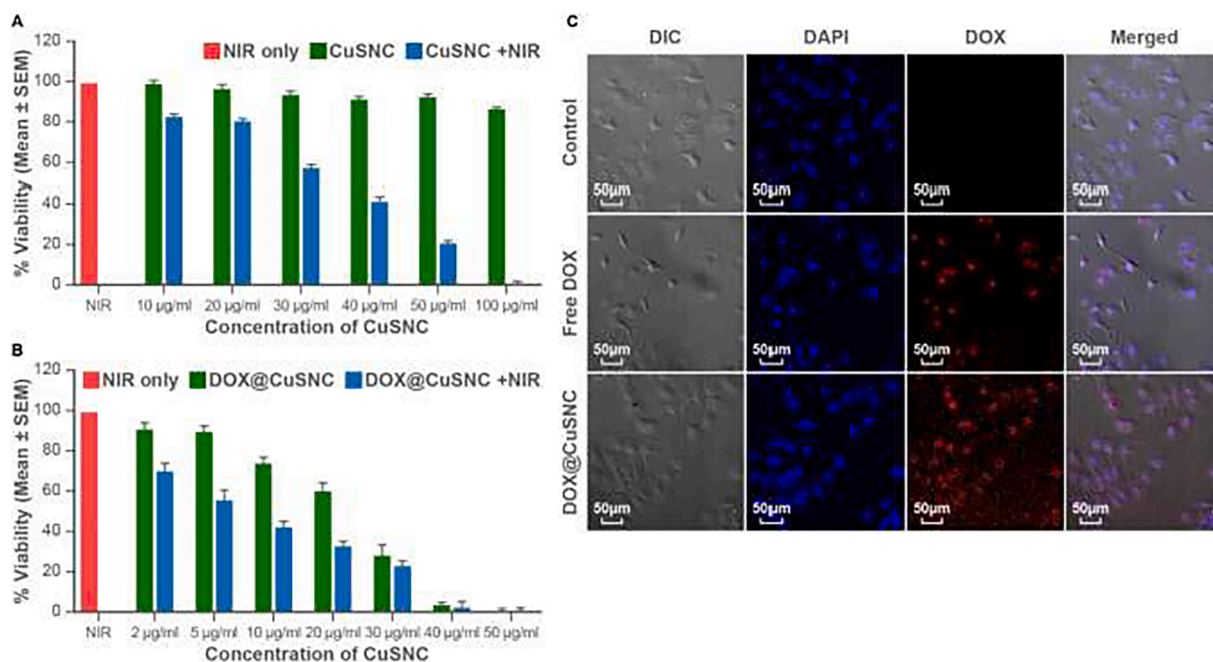 A
120
100
80
60
40
20
0
% Viability (Mean ± SEM)
NIR only
CuSNC
CuSNC +NIR
NIR
10 µg/ml
20 µg/ml
30 µg/ml
40 µg/ml
50 µg/ml
100 µg/ml
Concentration of CuSNC
B
120
100
80
60
40
20
0
% Viability (Mean ± SEM)
NIR only
DOX@CuSNC
DOX@CuSNC +NIR
NIR
2 µg/ml
5 µg/ml
10 µg/ml
20 µg/ml
30 µg/ml
40 µg/ml
50 µg/ml
Concentration of CuSNC
C
DIC
DAPI
DOX
Merged
Control
50µm
50µm
50µm
50µm
Free DOX
50µm
50µm
50µm
50µm
DOX@CuSNC
50µm
50µm
50µm
50µm